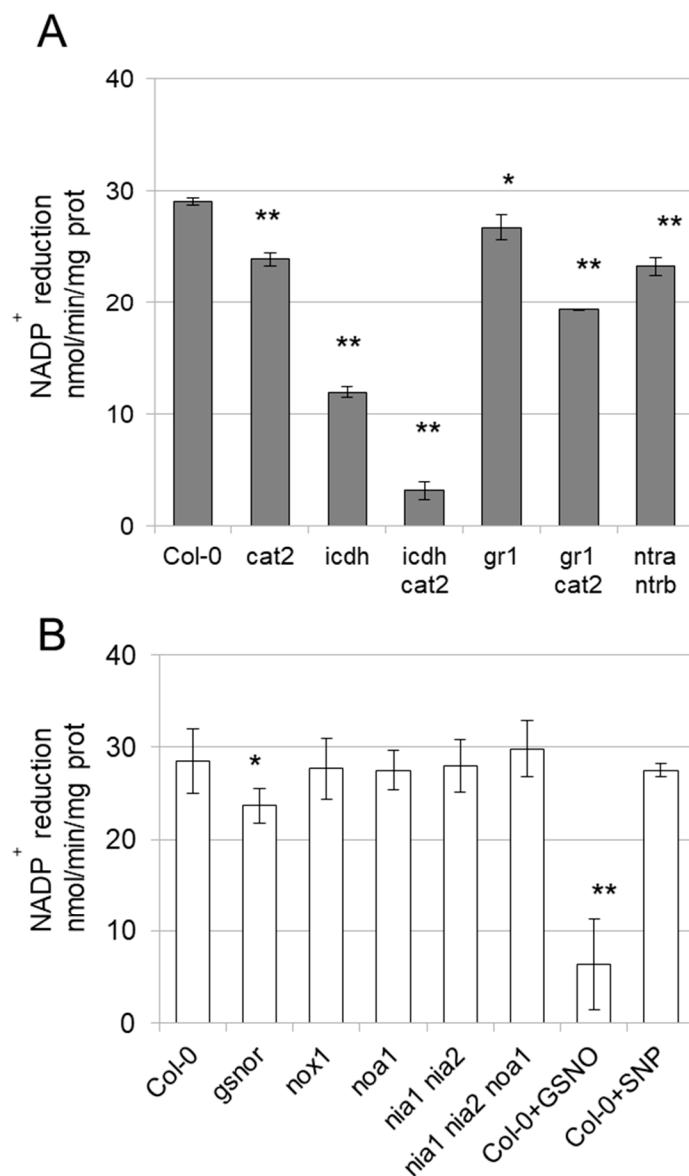 A
NADP+ reduction
nmol/min/mg prot
40
30
20
10
0
**
**
**
*
**
**
Col-0 cat2 icdh icdh cat2 gr1 gr1 cat2 ntra ntrb
B
NADP+ reduction
nmol/min/mg prot
40
30
20
10
0
*
**
Col-0
gsnor
nox1
noa1
nia1 nia2
nia1 nia2 noa1
Col-0+GSNO
Col-0+SNP